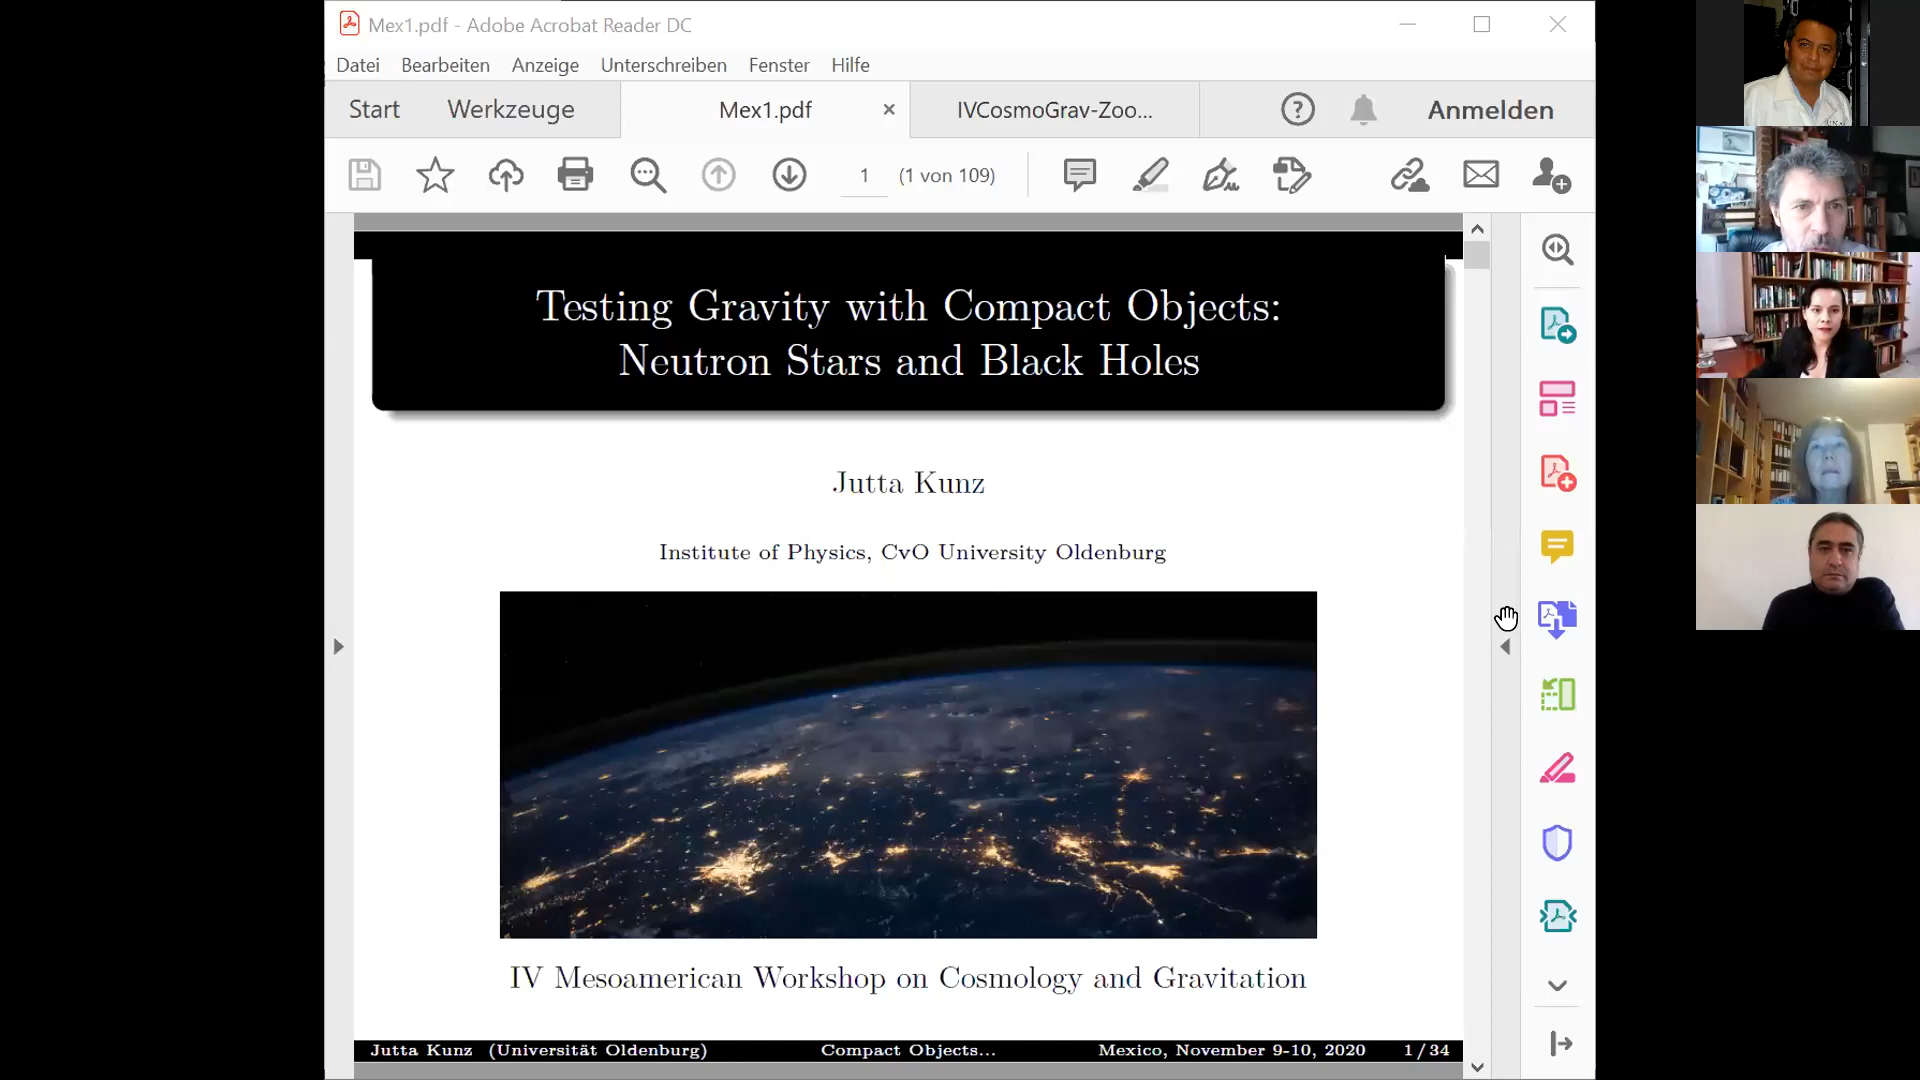 Mex1.pdf - Adobe Acrobat Reader DC
Datei Bearbeiten Anzeige Unterschreiben Fenster Hilfe
Start Werkzeuge Mex1.pdf IVCosmoGrav-Zoo... Anmelden
1 (1 von 109)
Testing Gravity with Compact Objects:
Neutron Stars and Black Holes
Jutta Kunz
Institute of Physics, CvO University Oldenburg
IV Mesoamerican Workshop on Cosmology and Gravitation
Jutta Kunz (Universität Oldenburg) Compact Objects... Mexico, November 9-10, 2020 1 / 34